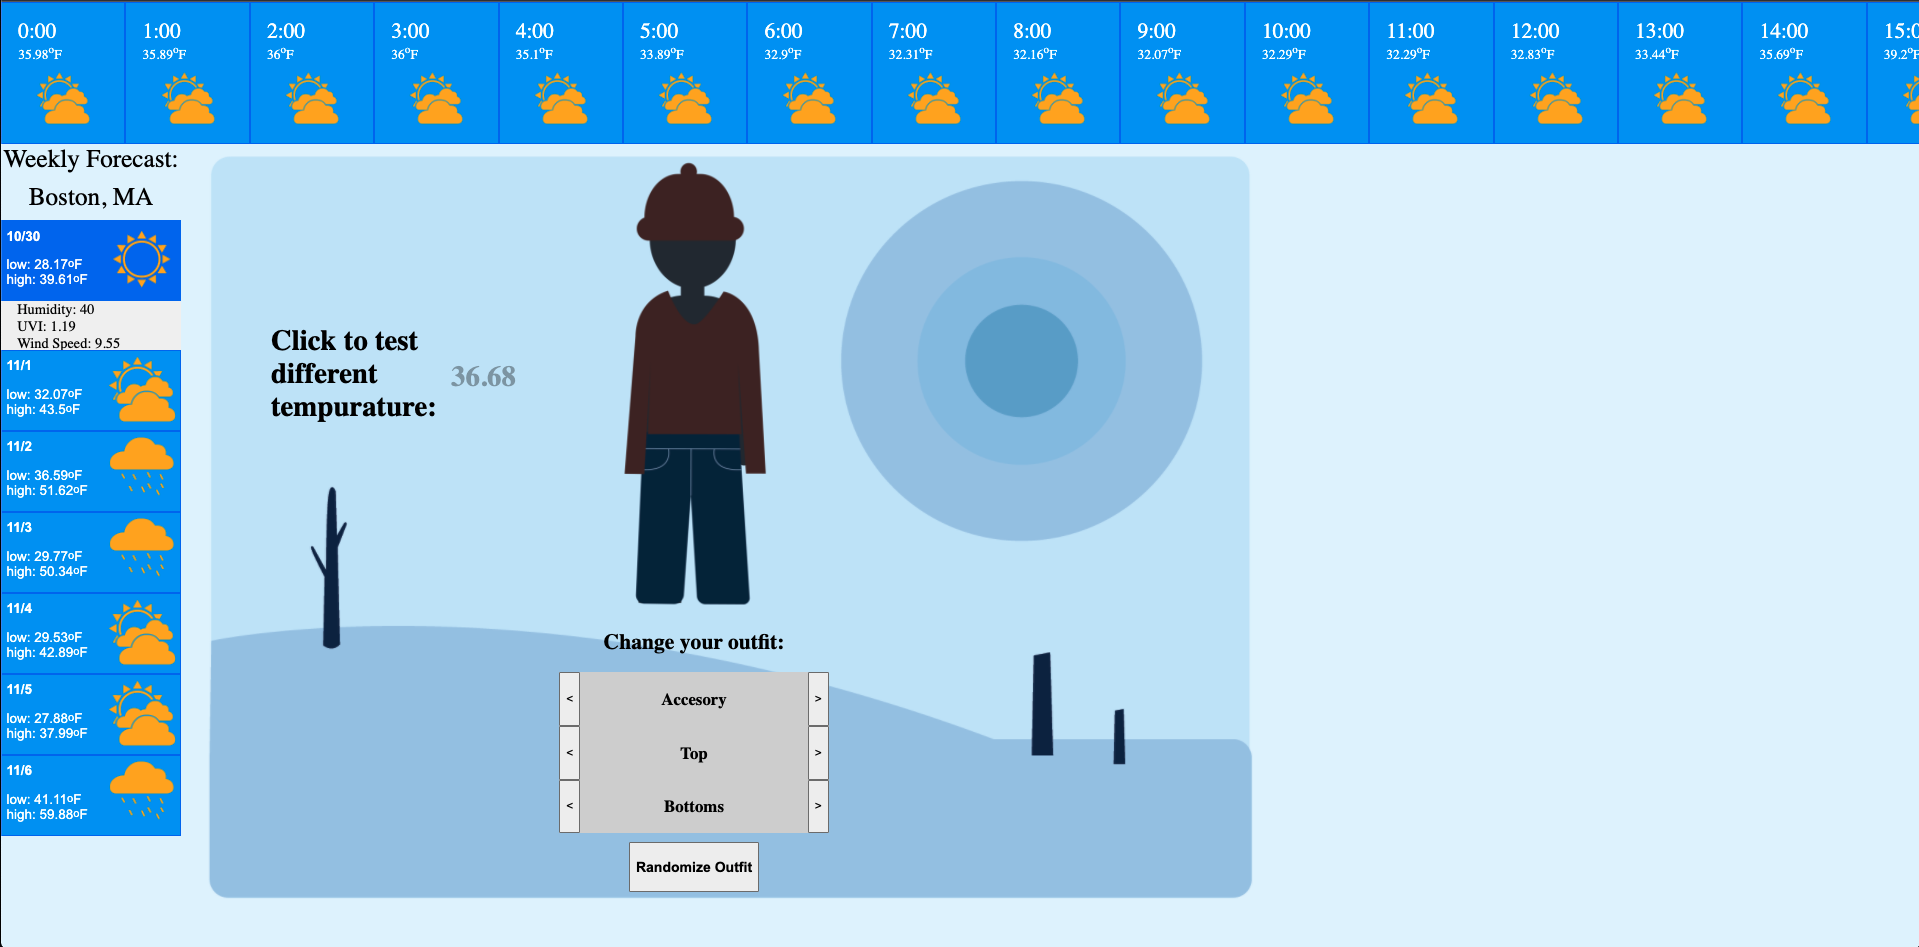 0:00 1:00 2:00 3:00 4:00 5:00 6:00 7:00 8:00 9:00 10:00 11:00 12:00 13:00 14:00
35.98°F 35.89°F 36°F 36°F 35.1°F 33.89°F 32.9°F 32.31°F 32.16°F 32.07°F 32.29°F 32.29°F 32.83°F 33.44°F 35.69°F 39.2°F
Weekly Forecast:
Boston, MA
10/30
low: 28.17ºF
high: 39.61ºF
Humidity: 40
UVI: 1.19
Wind Speed: 9.55
11/1
low: 32.07ºF
high: 43.5ºF
11/2
low: 36.59ºF
high: 51.62ºF
11/3
low: 29.77ºF
high: 50.34ºF
11/4
low: 29.53ºF
high: 42.89ºF
11/5
low: 27.88ºF
high: 37.99ºF
11/6
low: 41.11ºF
high: 59.88ºF
Click to test
different
tempurature:
36.68
Change your outfit:
< Accesory >
< Top >
< Bottoms >
Randomize Outfit